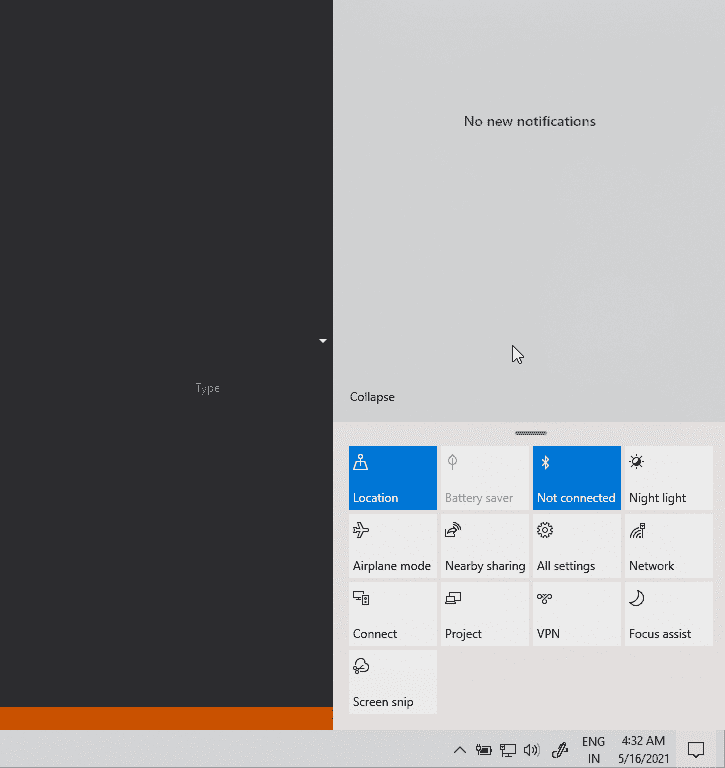 No new notifications
Type
Collapse
Location
Battery saver
Not connected
Night light
Airplane mode
Nearby sharing
All settings
Network
Connect
Project
VPN
Focus assist
Screen snip
ENG
IN
4:32 AM
5/16/2021